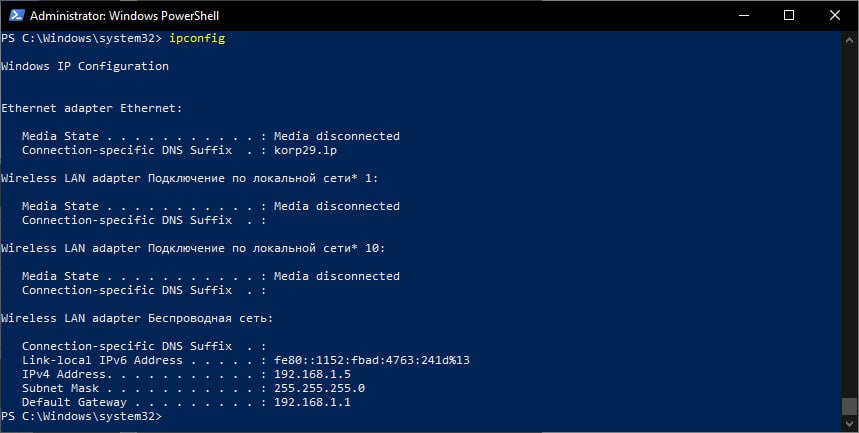 Administrator: Windows PowerShell
PS C:\Windows\system32> ipconfig
Windows IP Configuration
Ethernet adapter Ethernet:
Media State . . . . . . . . . . . : Media disconnected
Connection-specific DNS Suffix  . : korp29.lp
Wireless LAN adapter Подключение по локальной сети* 1:
Media State . . . . . . . . . . . : Media disconnected
Connection-specific DNS Suffix  . :
Wireless LAN adapter Подключение по локальной сети* 10:
Media State . . . . . . . . . . . : Media disconnected
Connection-specific DNS Suffix  . :
Wireless LAN adapter Беспроводная сеть:
Connection-specific DNS Suffix  . :
Link-local IPv6 Address . . . . . : fe80::1152:fbad:4763:241d%13
IPv4 Address. . . . . . . . . . . : 192.168.1.5
Subnet Mask . . . . . . . . . . . : 255.255.255.0
Default Gateway . . . . . . . . . : 192.168.1.1
PS C:\Windows\system32>